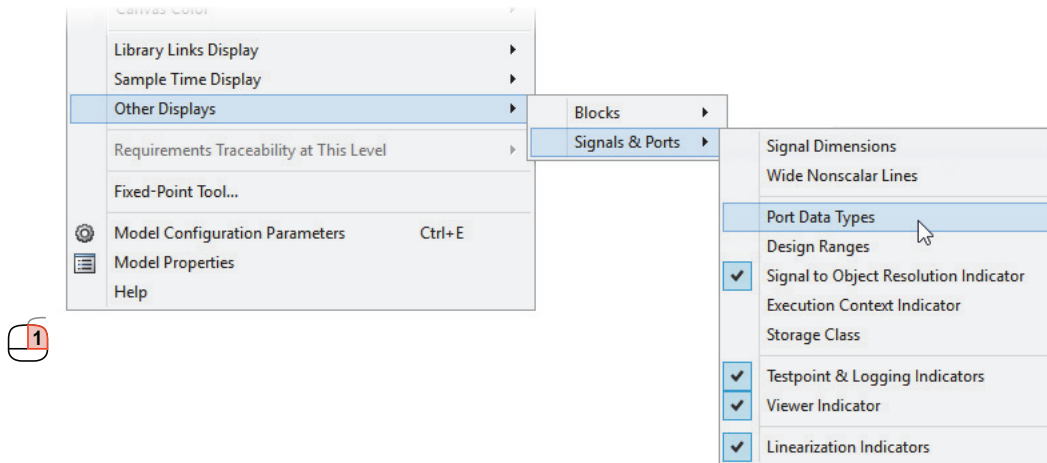 Canvas Color
Library Links Display
Sample Time Display
Other Displays
Requirements Traceability at This Level
Fixed-Point Tool...
Model Configuration Parameters Ctrl+E
Model Properties
Help
Blocks
Signals & Ports
Signal Dimensions
Wide Nonscalar Lines
Port Data Types
Design Ranges
Signal to Object Resolution Indicator
Execution Context Indicator
Storage Class
Testpoint & Logging Indicators
Viewer Indicator
Linearization Indicators
1